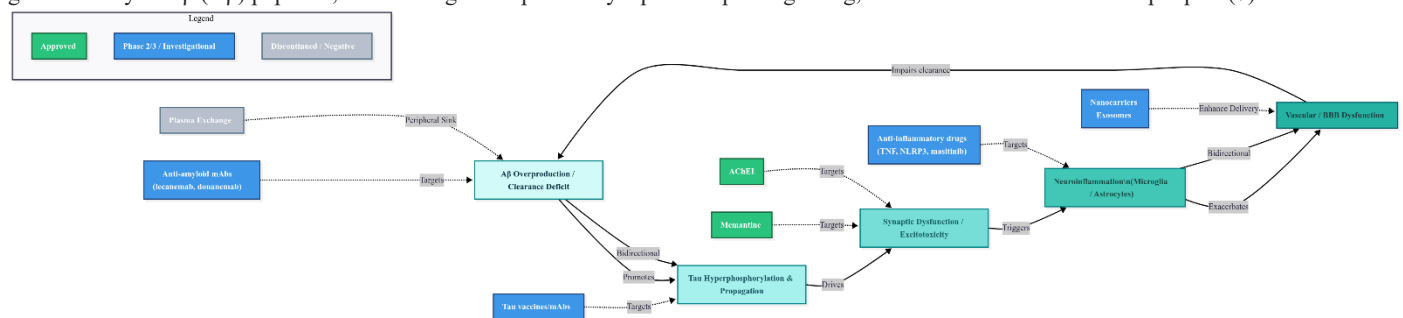 Legend
Approved
Phase 2/3 / Investigational
Discontinued / Negative
Impairs clearance
Plasma Exchange
Peripheral Sink
Nanocarriers
Exosomes
Enhance Delivery
Vascular / BBB Dysfunction
Anti-inflammatory drugs
(TNF, NLRP3, masitinib)
Targets
Bidirectional
Anti-amyloid mAbs
(lecanemab, donanemab)
Targets
Aβ Overproduction /
Clearance Deficit
AChEI
Targets
Neuroinflammation\n(Microglia
/ Astrocytes)
Exacerbates
Memantine
Targets
Synaptic Dysfunction /
Excitotoxicity
Triggers
Bidirectional
Promotes
Tau Hyperphosphorylation &
Propagation
Drives
Tau vaccines/mAbs
Targets